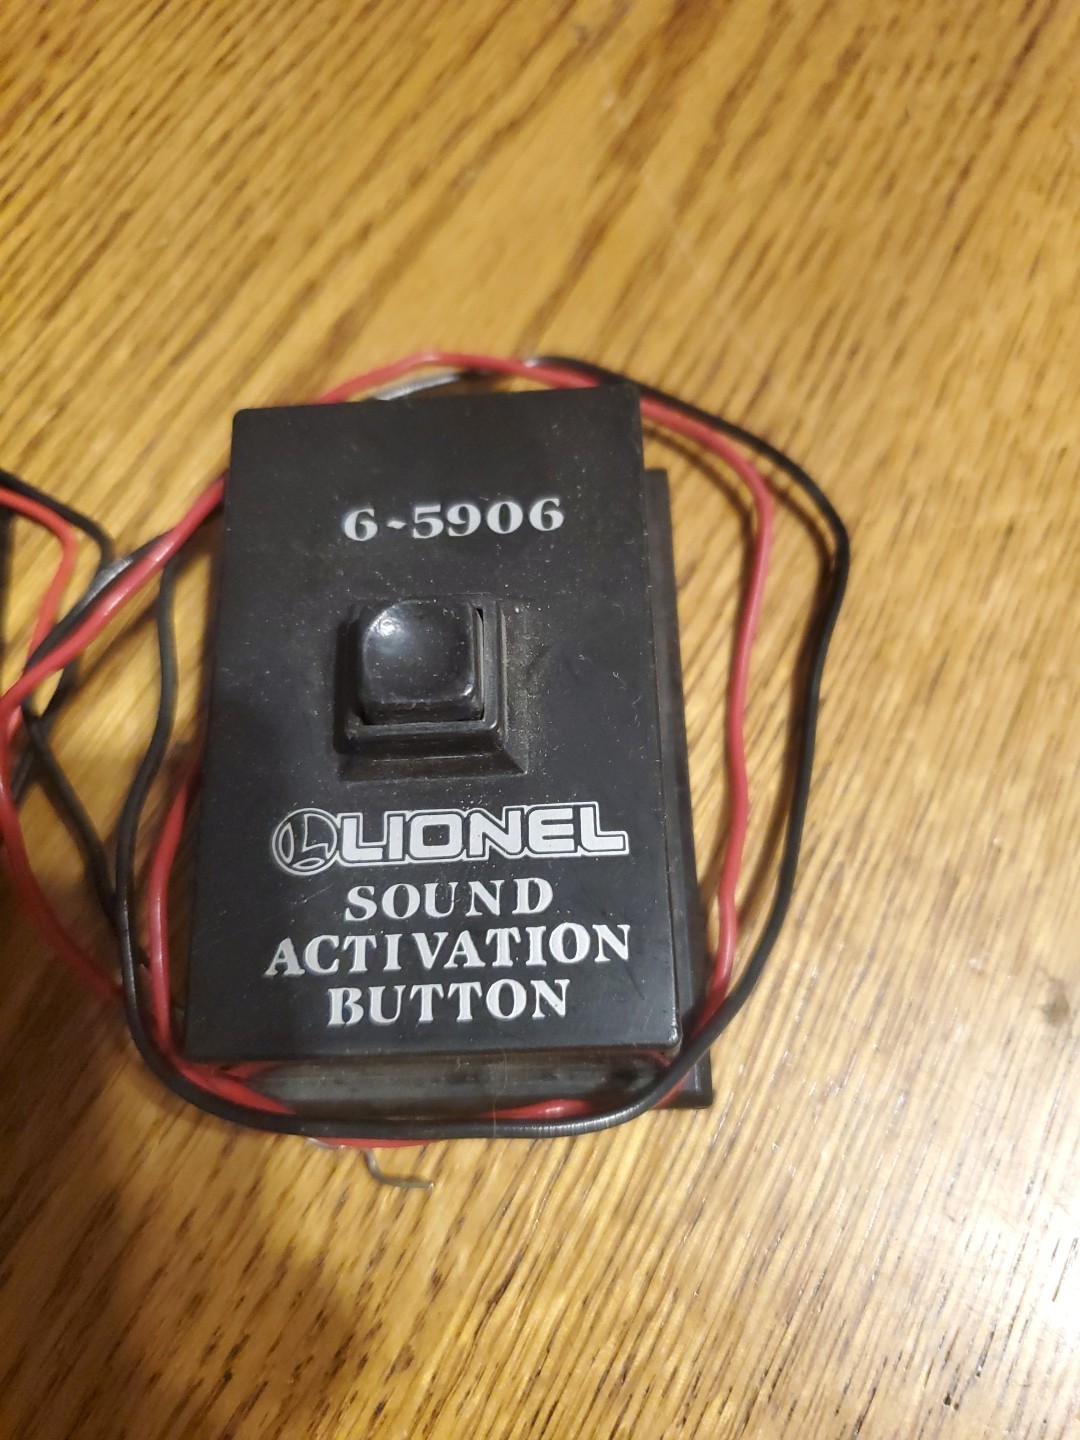 6-5906
LIONEL
SOUND
ACTIVATION
BUTTON